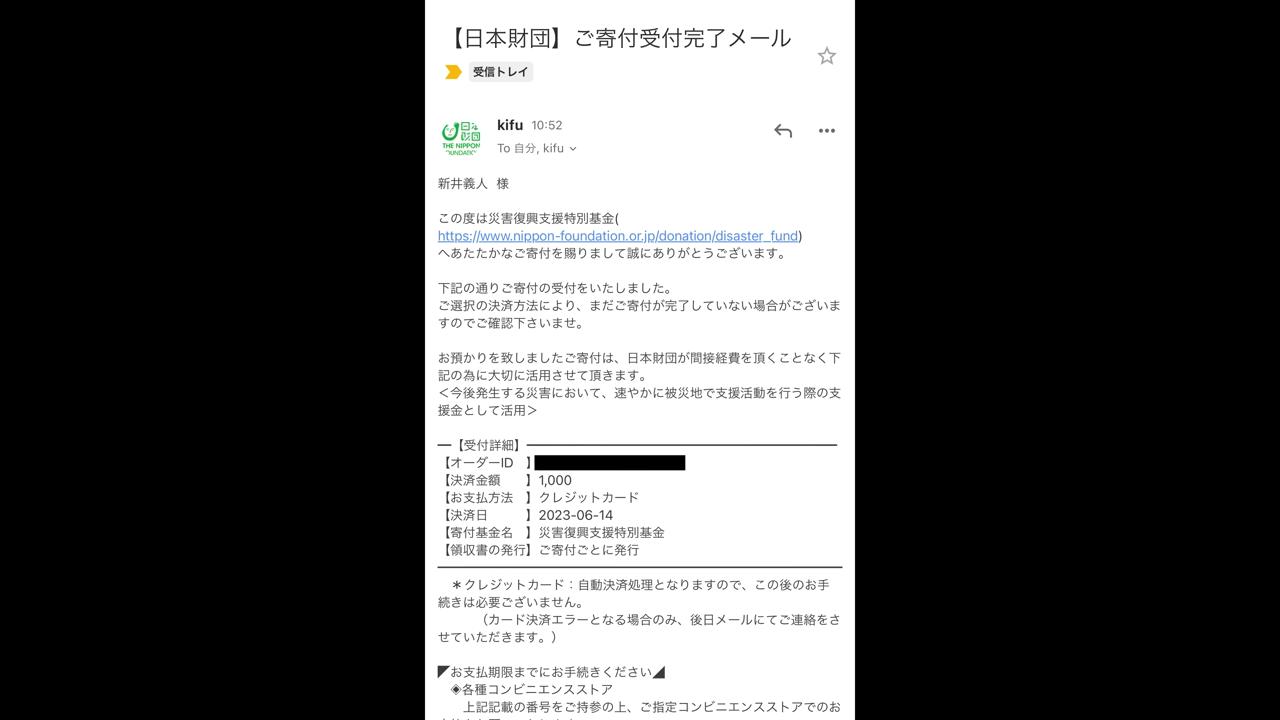 【日本財団】ご寄付受付完了メール
受信トレイ
日本財団
THE NIPPON
kifu 10:52
To 自分, kifu
新井義人 様
この度は災害復興支援特別基金(
https://www.nippon-foundation.or.jp/donation/disaster_fund)
へあたたかなご寄付を賜りまして誠にありがとうございます。
下記の通りご寄付の受付をいたしました。
ご選択の決済方法により、まだご寄付が完了していない場合がございま
すのでご確認下さいませ。
お預かりを致しましたご寄付は、日本財団が間接経費を頂くことなく下
記の為に大切に活用させて頂きます。
＜今後発生する災害において、速やかに被災地で支援活動を行う際の支
援金として活用＞
━【受付詳細】━━━━━━━━━━━━━━━━━━
【オーダーID 】
【決済金額 】1,000
【お支払方法 】クレジットカード
【決済日 】2023-06-14
【寄付基金名 】災害復興支援特別基金
【領収書の発行】ご寄付ごとに発行
＊クレジットカード：自動決済処理となりますので、この後のお手
続きは必要ございません。
（カード決済エラーとなる場合のみ、後日メールにてご連絡をさ
せていただきます。）
◤お支払期限までにお手続きください◢
◈各種コンビニエンスストア
上記記載の番号をご持参の上、ご指定コンビニエンスストアでのお